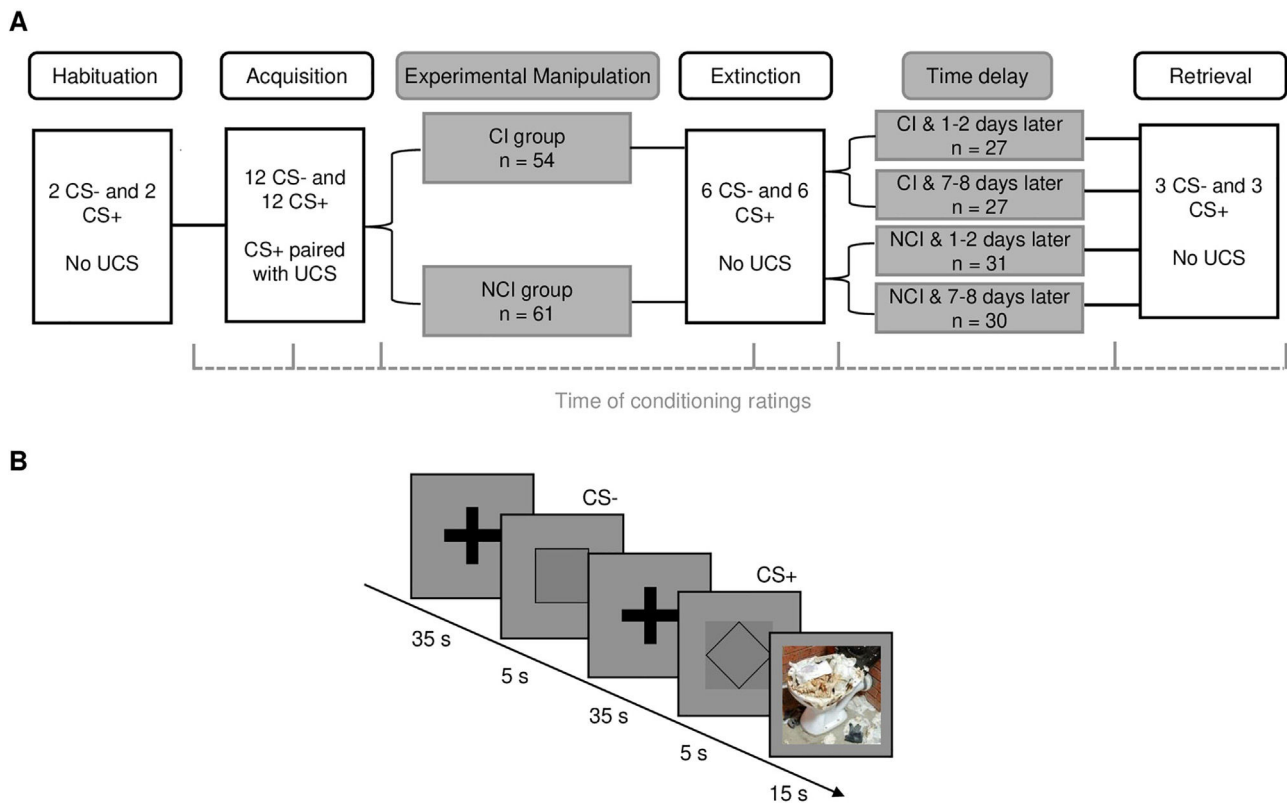 A
Habituation
Acquisition
Experimental Manipulation
Extinction
Time delay
Retrieval
2 CS- and 2
CS+
No UCS
12 CS- and
12 CS+
CS+ paired
with UCS
CI group
n = 54
NCI group
n = 61
6 CS- and 6
CS+
No UCS
CI & 1-2 days later
n = 27
CI & 7-8 days later
n = 27
NCI & 1-2 days later
n = 31
NCI & 7-8 days later
n = 30
3 CS- and 3
CS+
No UCS
Time of conditioning ratings
B
CS-
CS+
35 s
5 s
35 s
5 s
15 s